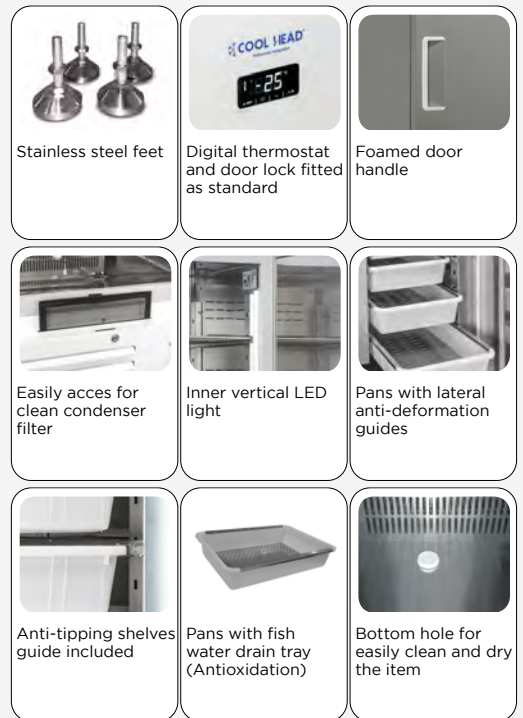 COOL HEAD
-25
Stainless steel feet
Digital thermostat
and door lock fitted
as standard
Foamed door
handle
Easily acces for
clean condenser
filter
Inner vertical LED
light
Pans with lateral
anti-deformation
guides
Anti-tipping shelves
guide included
Pans with fish
water drain tray
(Antioxidation)
Bottom hole for
easily clean and dry
the item